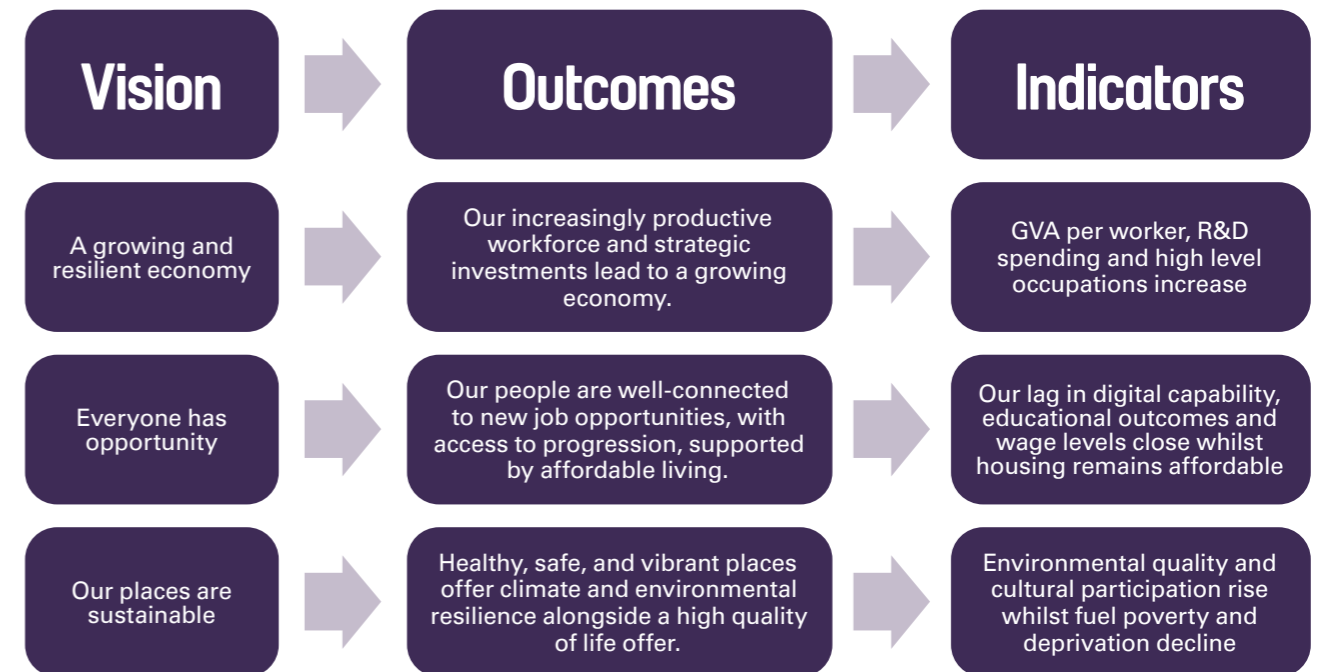 Vision
Outcomes
Indicators
A growing and
resilient economy
Our increasingly productive
workforce and strategic
investments lead to a growing
economy.
GVA per worker, R&D
spending and high level
occupations increase
Everyone has
opportunity
Our people are well-connected
to new job opportunities, with
access to progression, supported
by affordable living.
Our lag in digital capability,
educational outcomes and
wage levels close whilst
housing remains affordable
Our places are
sustainable
Healthy, safe, and vibrant places
offer climate and environmental
resilience alongside a high quality
of life offer.
Environmental quality and
cultural participation rise
whilst fuel poverty and
deprivation decline